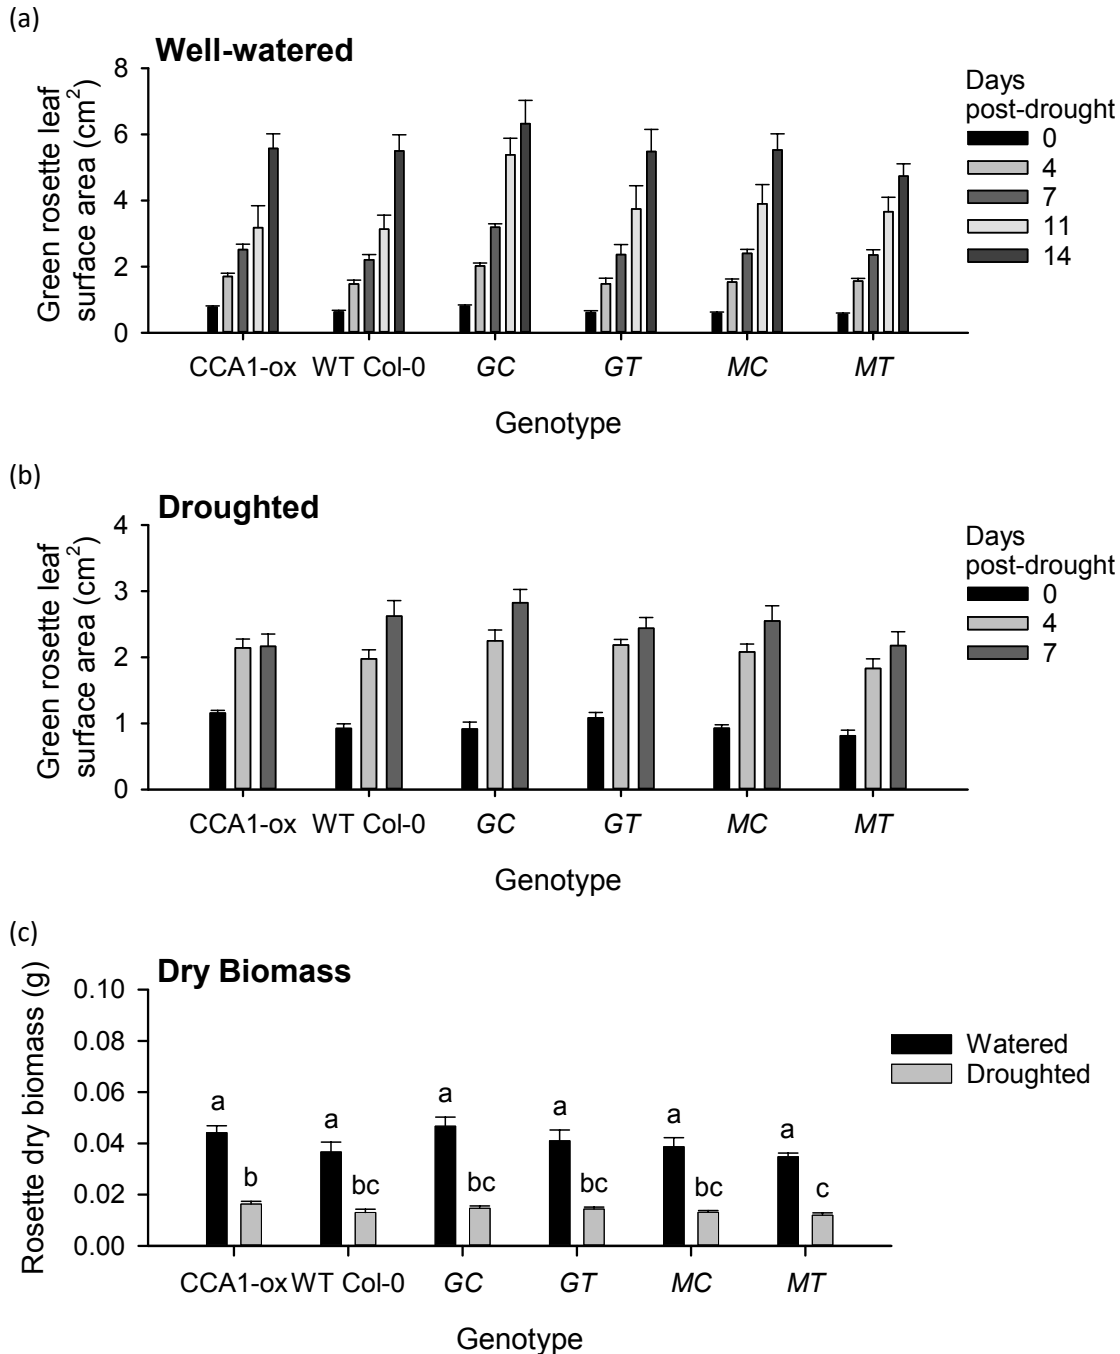 (a)
Well-watered
Green rosette leaf
surface area (cm²)
8
6
4
2
0
Days
post-drought
0
4
7
11
14
CCA1-ox WT Col-0 GC GT MC MT
Genotype
(b)
Droughted
Green rosette leaf
surface area (cm²)
4
3
2
1
0
Days
post-drought
0
4
7
CCA1-ox WT Col-0 GC GT MC MT
Genotype
(c)
Dry Biomass
Rosette dry biomass (g)
0.10
0.08
0.06
0.04
0.02
0.00
Watered
Droughted
a a a a a a
b bc bc bc bc c
CCA1-ox WT Col-0 GC GT MC MT
Genotype